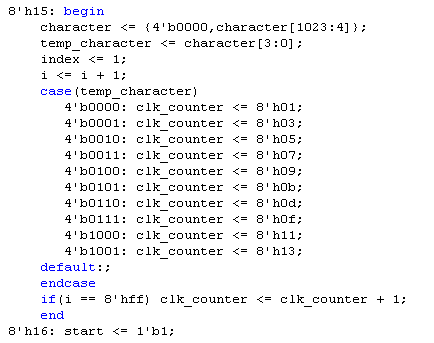 8'h15: begin
character <= {4'b0000,character[1023:4]};
temp_character <= character[3:0];
index <= 1;
i <= i + 1;
case(temp_character)
4'b0000: clk_counter <= 8'h01;
4'b0001: clk_counter <= 8'h03;
4'b0010: clk_counter <= 8'h05;
4'b0011: clk_counter <= 8'h07;
4'b0100: clk_counter <= 8'h09;
4'b0101: clk_counter <= 8'h0b;
4'b0110: clk_counter <= 8'h0d;
4'b0111: clk_counter <= 8'h0f;
4'b1000: clk_counter <= 8'h11;
4'b1001: clk_counter <= 8'h13;
default:;
endcase
if(i == 8'hff) clk_counter <= clk_counter + 1;
end
8'h16: start <= 1'b1;